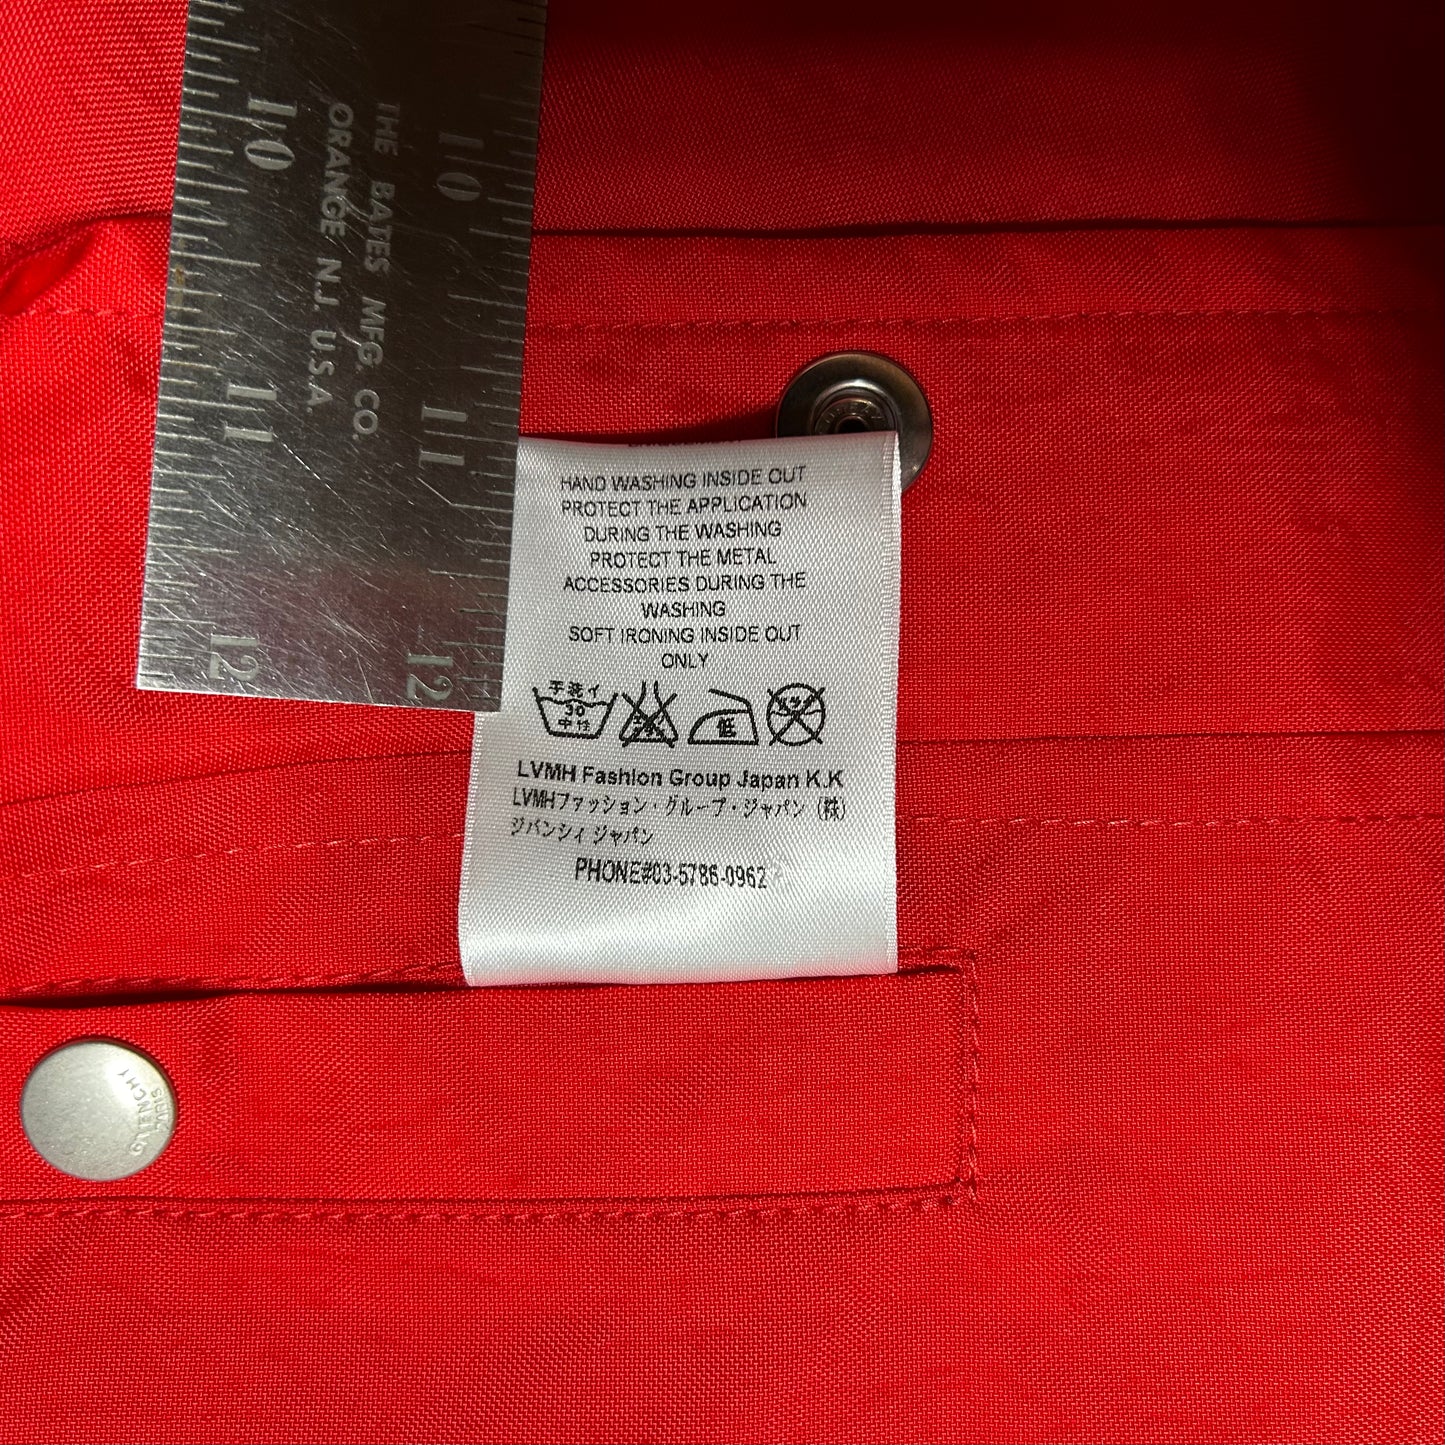 10
10
THE BATES MFG. CO.
ORANGE N.J. U.S.A.
11
11
12
12
HAND WASHING INSIDE OUT
PROTECT THE APPLICATION
DURING THE WASHING
PROTECT THE METAL
ACCESSORIES DURING THE
WASHING
SOFT IRONING INSIDE OUT
ONLY
手洗イ
30
中性
低
LVMH Fashion Group Japan K.K
LVMHファッション・グループ・ジャパン（株）
ジバンシィ ジャパン
PHONE#03-5786-0962
GIVENCHY
PARIS